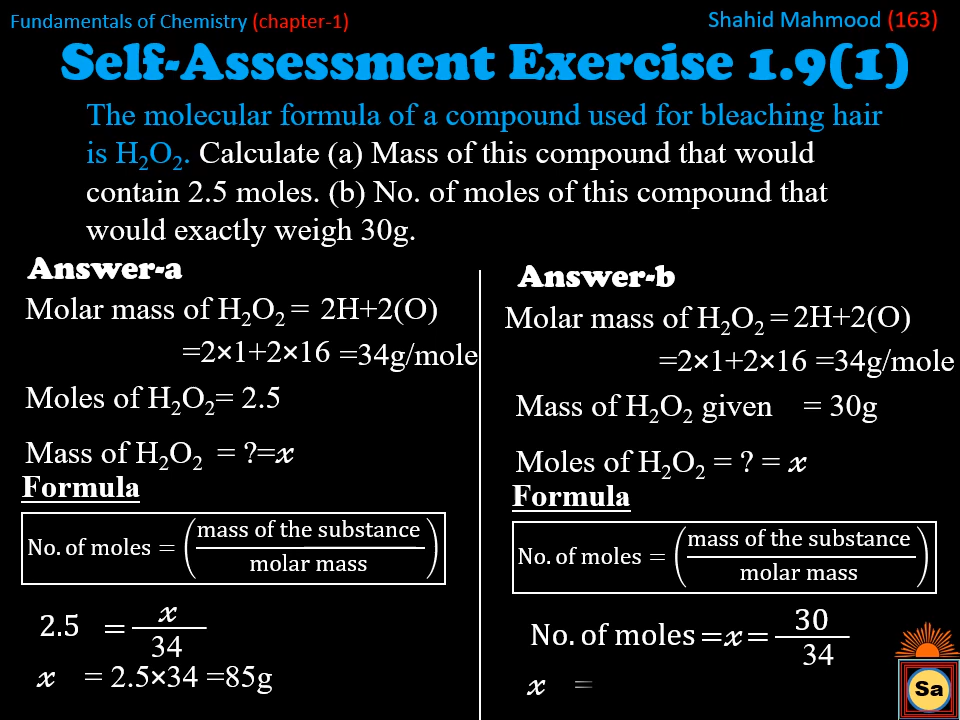 Fundamentals of Chemistry (chapter-1)
Shahid Mahmood (163)
Self-Assessment Exercise 1.9(1)
The molecular formula of a compound used for bleaching hair
is H₂O₂. Calculate (a) Mass of this compound that would
contain 2.5 moles. (b) No. of moles of this compound that
would exactly weigh 30g.
Answer-a
Molar mass of H₂O₂ = 2H+2(O)
=2×1+2×16 =34g/mole
Moles of H₂O₂= 2.5
Mass of H₂O₂ = ?=x
Formula
No. of moles = (mass of the substance / molar mass)
2.5 = x / 34
x = 2.5×34 =85g
Answer-b
Molar mass of H₂O₂ = 2H+2(O)
=2×1+2×16 =34g/mole
Mass of H₂O₂ given = 30g
Moles of H₂O₂ = ? = x
Formula
No. of moles = (mass of the substance / molar mass)
No. of moles = x = 30 / 34
x =
Sa